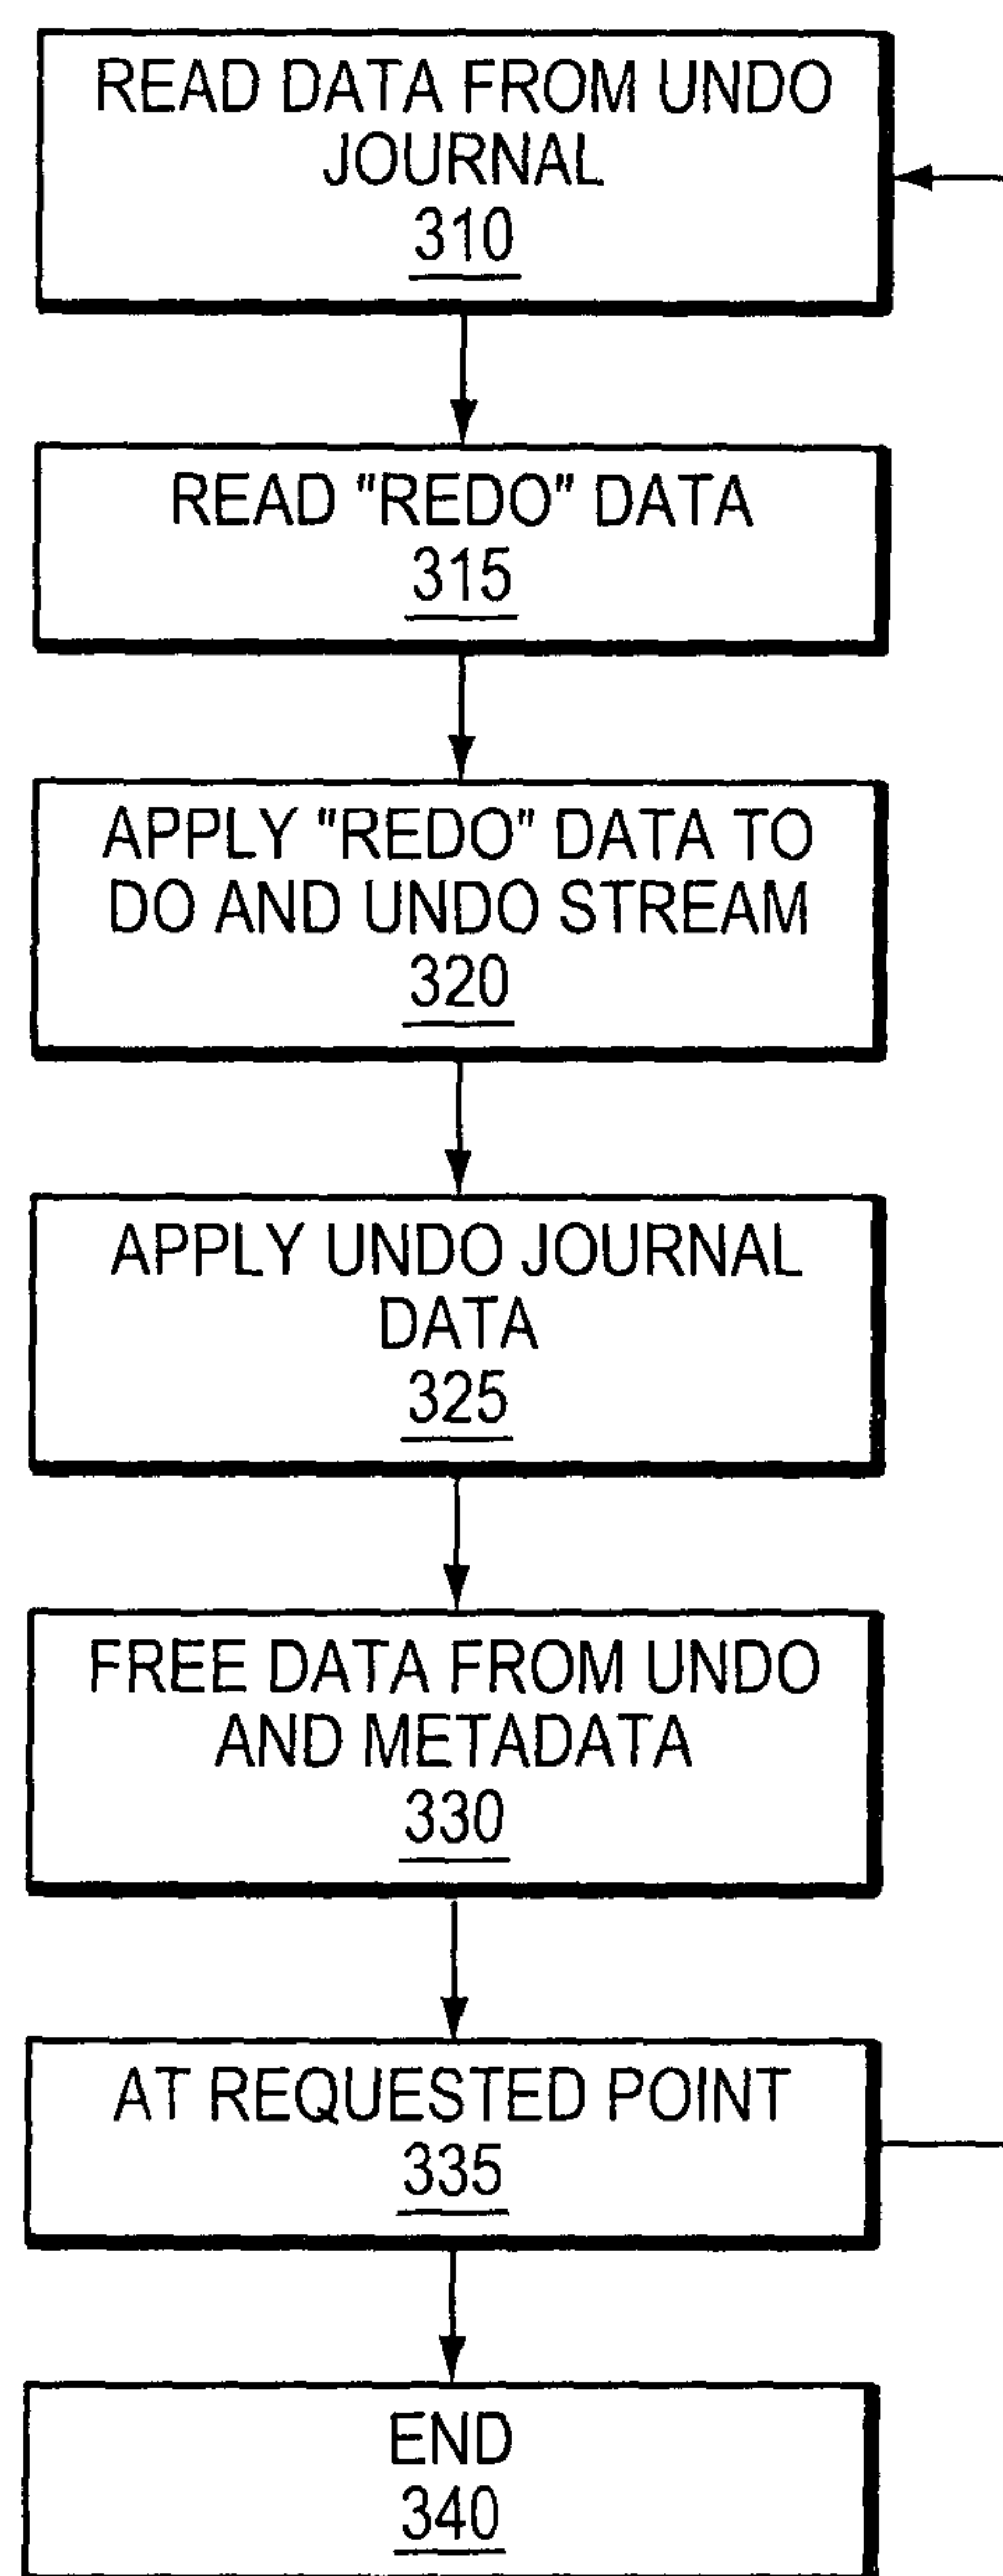 READ DATA FROM UNDO
JOURNAL
310
READ "REDO" DATA
315
APPLY "REDO" DATA TO
DO AND UNDO STREAM
320
APPLY UNDO JOURNAL
DATA
325
FREE DATA FROM UNDO
AND METADATA
330
AT REQUESTED POINT
335
END
340